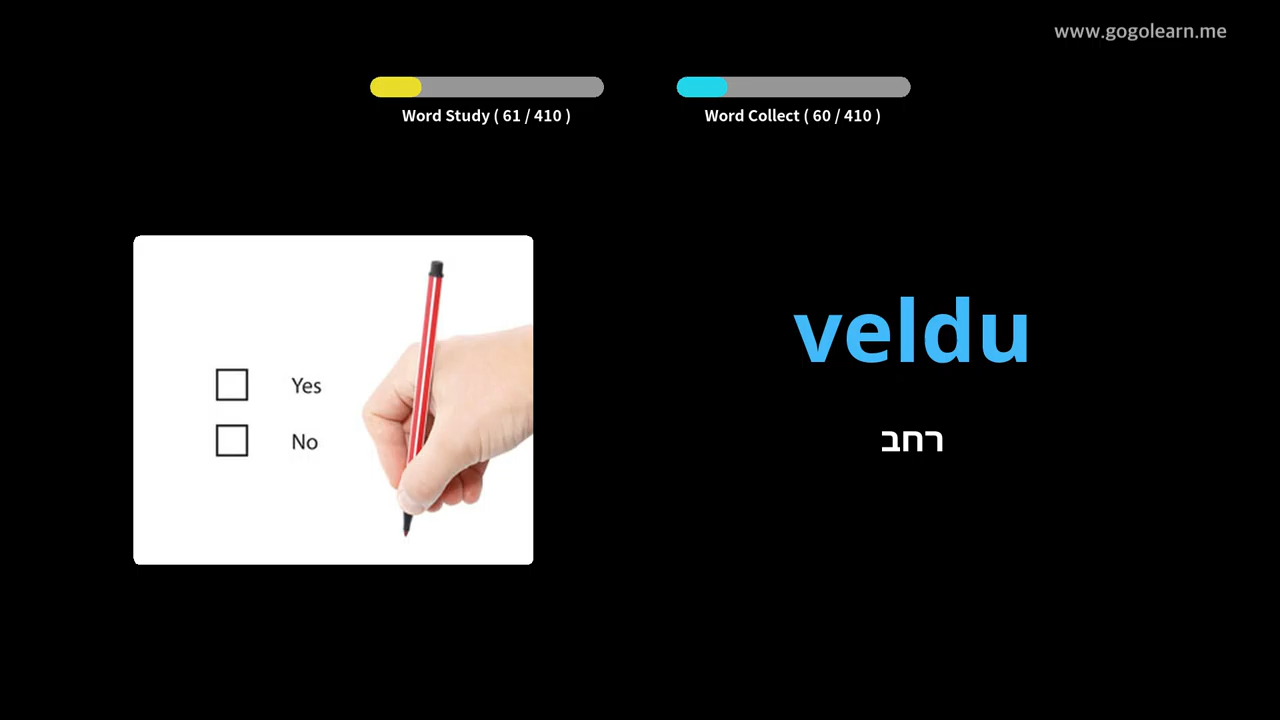 www.gogolearn.me
Word Study ( 61 / 410 )
Word Collect ( 60 / 410 )
Yes
No
veldu
רחב